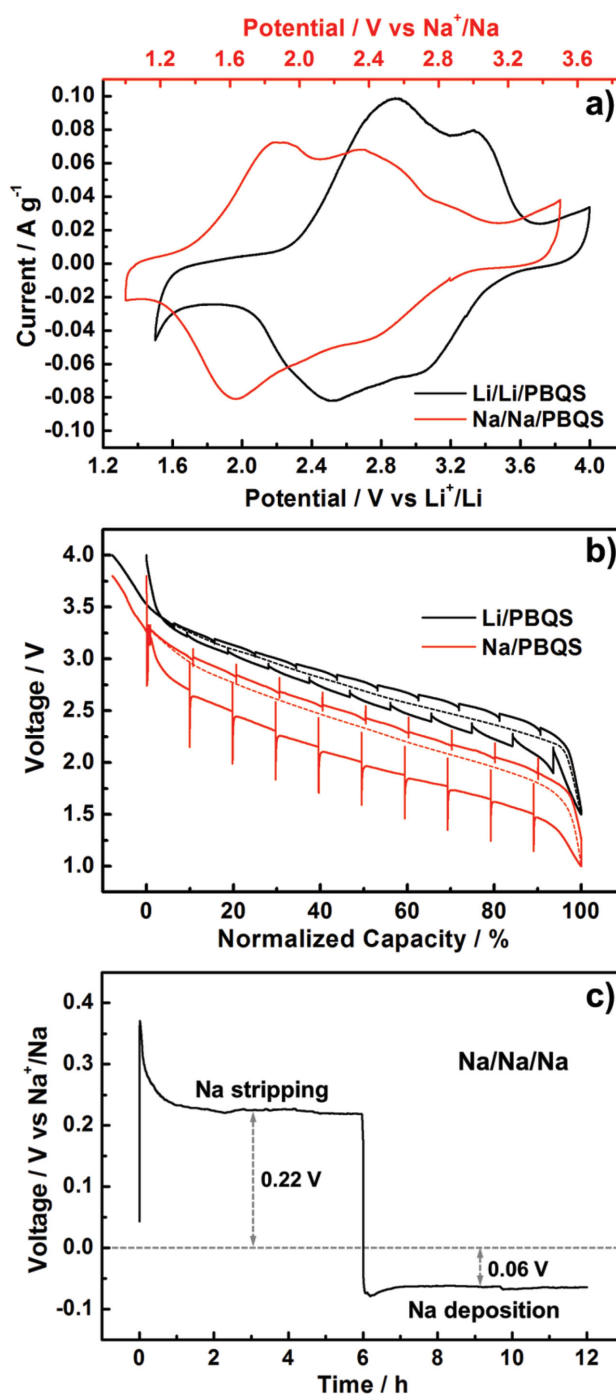 Potential / V vs Na⁺/Na
1.2 1.6 2.0 2.4 2.8 3.2 3.6
a)
0.10
0.08
0.06
0.04
0.02
0.00
-0.02
-0.04
-0.06
-0.08
-0.10
Current / A g⁻¹
Li/Li/PBQS
Na/Na/PBQS
1.2 1.6 2.0 2.4 2.8 3.2 3.6 4.0
Potential / V vs Li⁺/Li
b)
4.0
3.5
3.0
2.5
2.0
1.5
1.0
Voltage / V
Li/PBQS
Na/PBQS
0 20 40 60 80 100
Normalized Capacity / %
c)
0.4
0.3
0.2
0.1
0.0
-0.1
Voltage / V vs Na⁺/Na
Na/Na/Na
Na stripping
0.22 V
0.06 V
Na deposition
0 2 4 6 8 10 12
Time / h